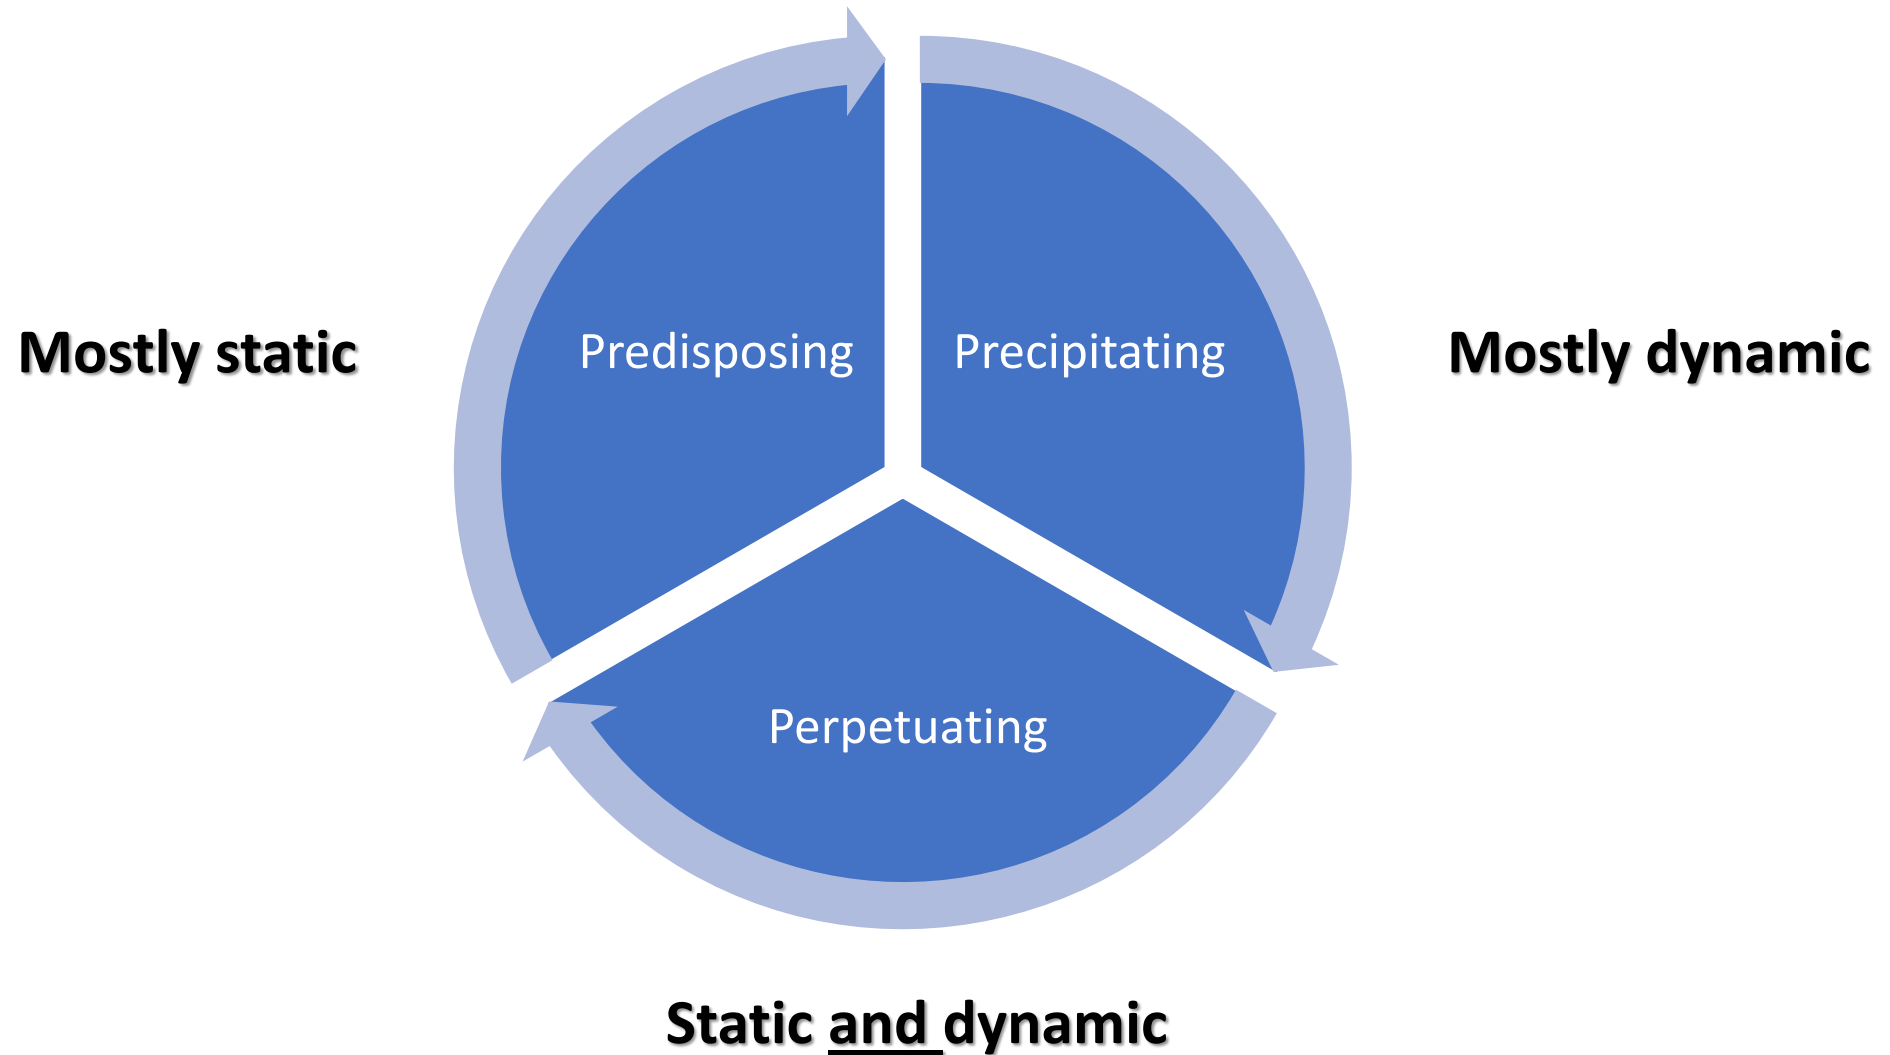 Predisposing
Precipitating
Mostly static
Mostly dynamic
Perpetuating
Static and dynamic